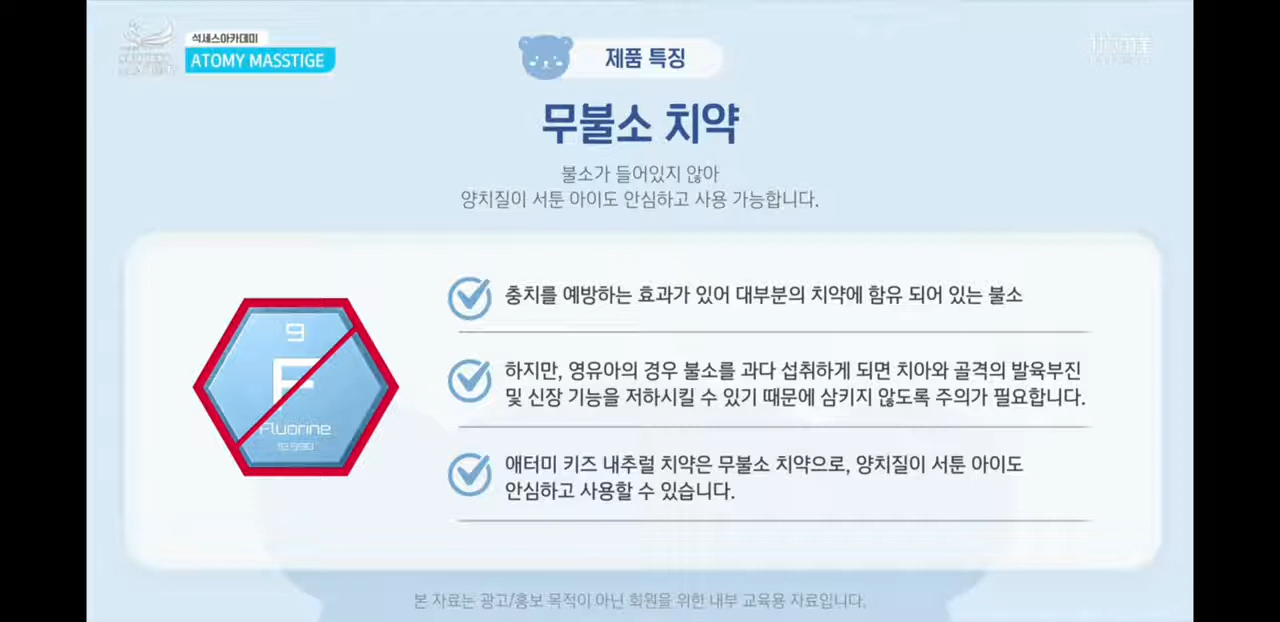 석세스아카데미
ATOMY MASSTIGE
제품 특징
무불소 치약
불소가 들어있지 않아
양치질이 서툰 아이도 안심하고 사용 가능합니다.
9
F
Fluorine
충치를 예방하는 효과가 있어 대부분의 치약에 함유 되어 있는 불소
하지만, 영유아의 경우 불소를 과다 섭취하게 되면 치아와 골격의 발육부진
및 신장 기능을 저하시킬 수 있기 때문에 삼키지 않도록 주의가 필요합니다.
애터미 키즈 내추럴 치약은 무불소 치약으로, 양치질이 서툰 아이도
안심하고 사용할 수 있습니다.
본 자료는 광고/홍보 목적이 아닌 회원을 위한 내부 교육용 자료입니다.